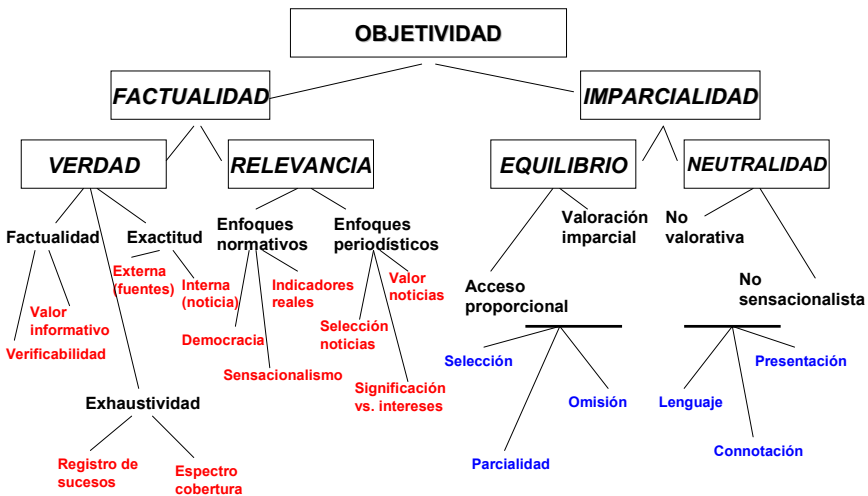 OBJETIVIDAD
FACTUALIDAD
IMPARCIALIDAD
VERDAD
RELEVANCIA
EQUILIBRIO
NEUTRALIDAD
Factualidad
Exactitud
Enfoques
normativos
Enfoques
periodísticos
Valoración
imparcial
No
valorativa
Externa
(fuentes)
Interna
(noticia)
Indicadores
reales
Valor
noticias
Acceso
proporcional
No
sensacionalista
Valor
informativo
Verificabilidad
Democracia
Selección
noticias
Sensacionalismo
Significación
vs. intereses
Selección
Omisión
Parcialidad
Lenguaje
Presentación
Connotación
Exhaustividad
Registro de
sucesos
Espectro
cobertura